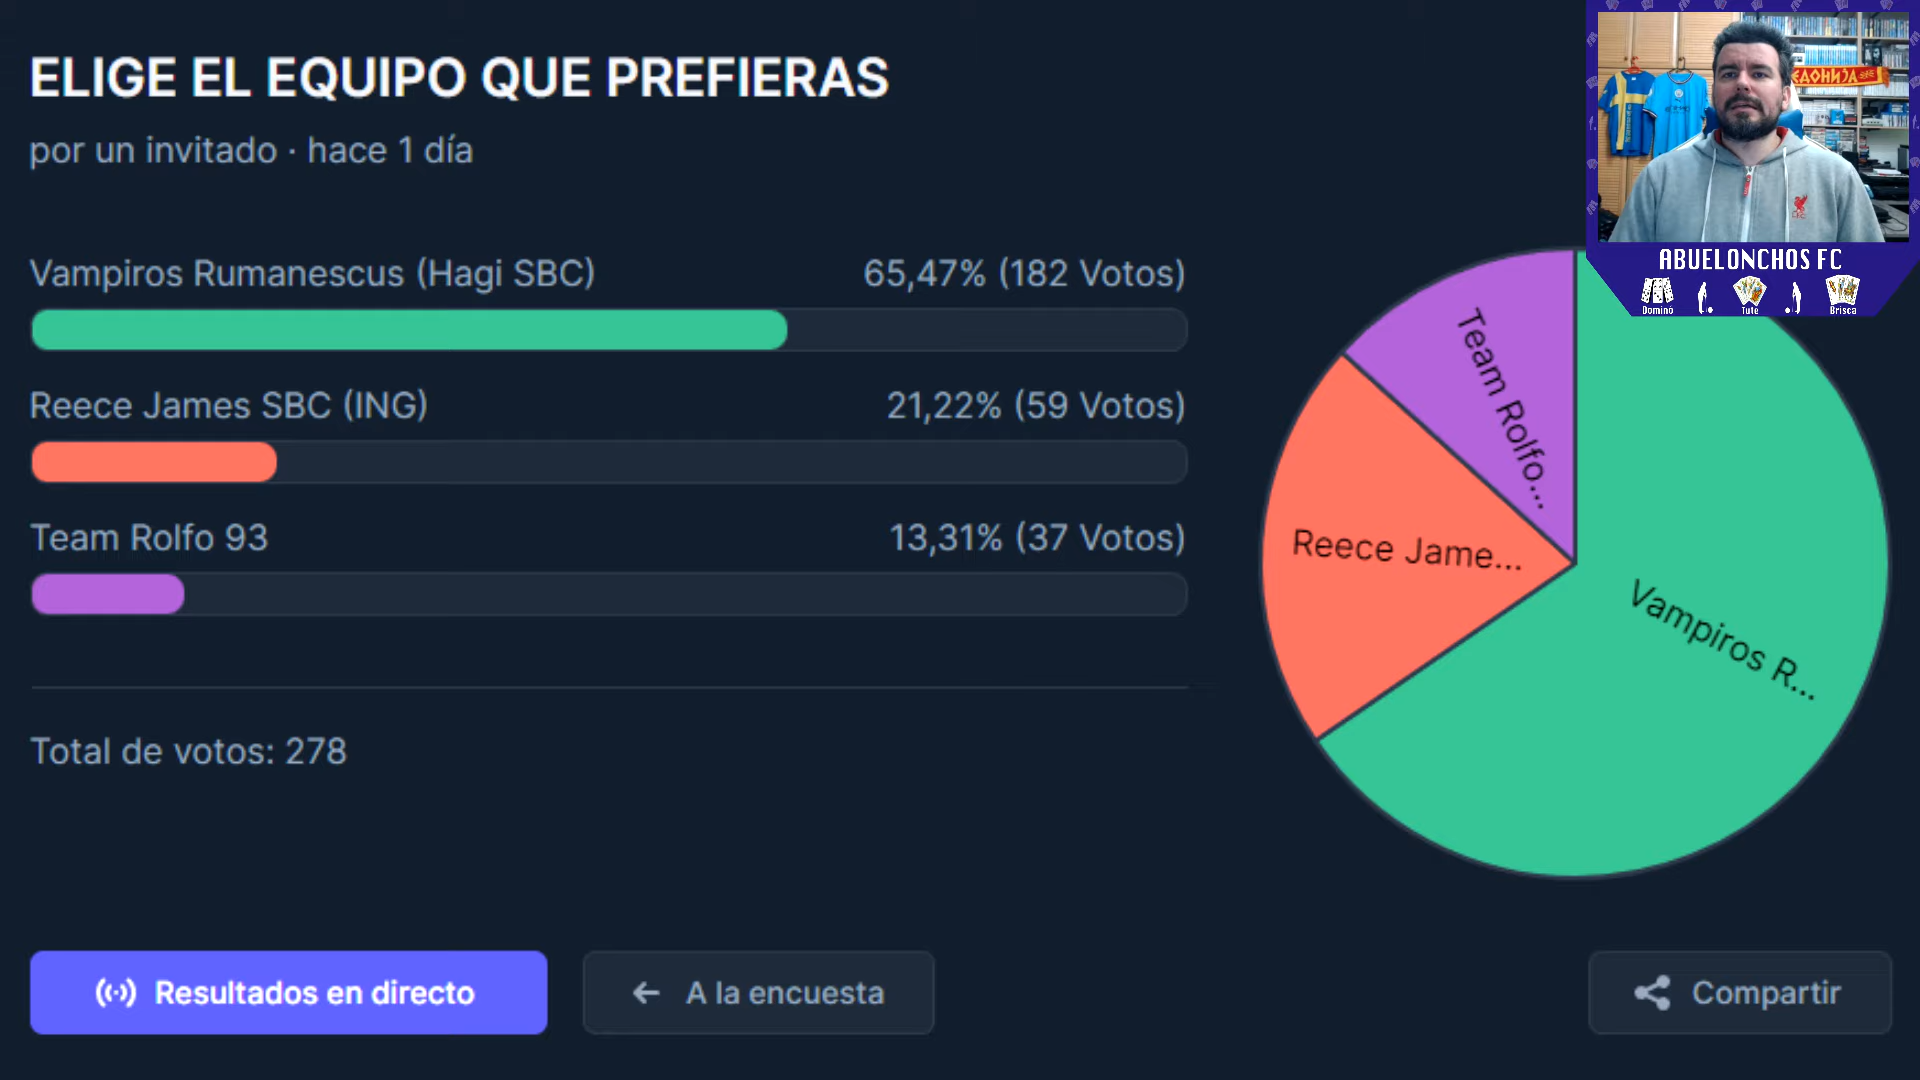 ELIGE EL EQUIPO QUE PREFIERAS
por un invitado · hace 1 día
Vampiros Rumanescus (Hagi SBC) 65,47% (182 Votos)
Reece James SBC (ING) 21,22% (59 Votos)
Team Rolfo 93 13,31% (37 Votos)
Total de votos: 278
Resultados en directo
A la encuesta
Compartir
Team Rolfo...
Reece Jame...
Vampiros R...
ABUELONCHOS FC
Dominó
Tute
Brisca